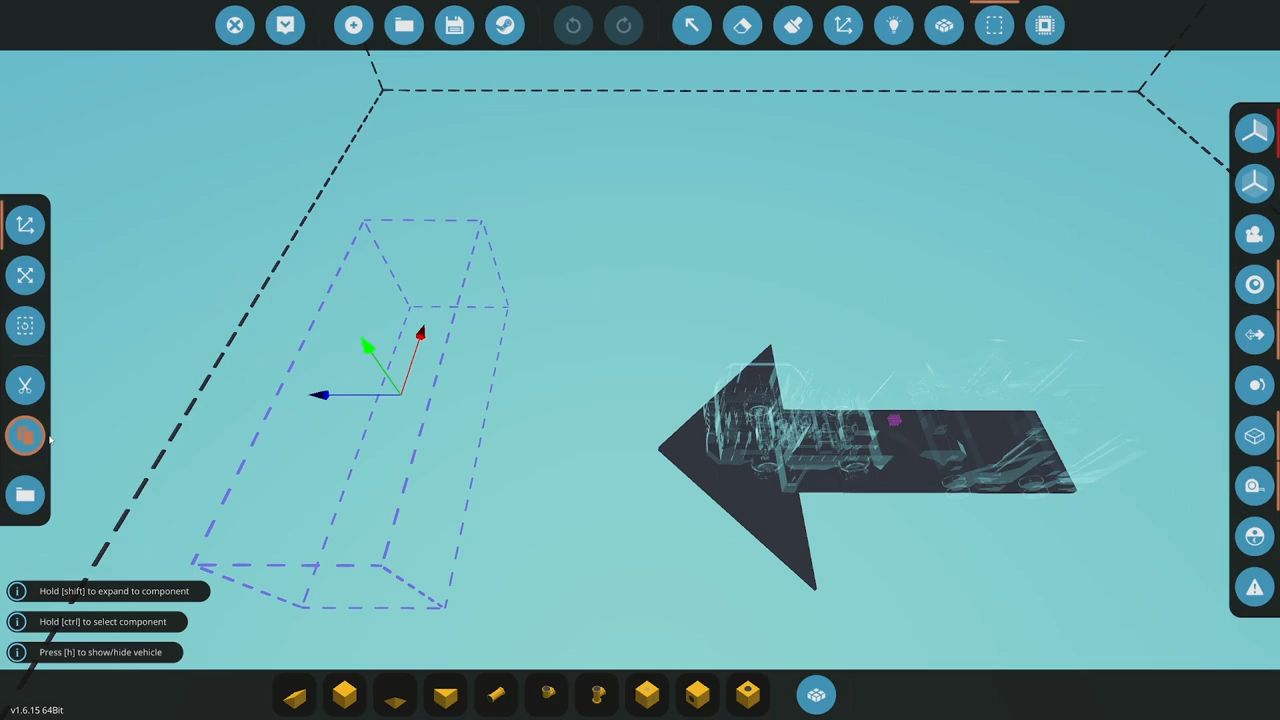 Hold [shift] to expand to component
Hold [ctrl] to select component
Press [h] to show/hide vehicle
v1.6.15 64Bit